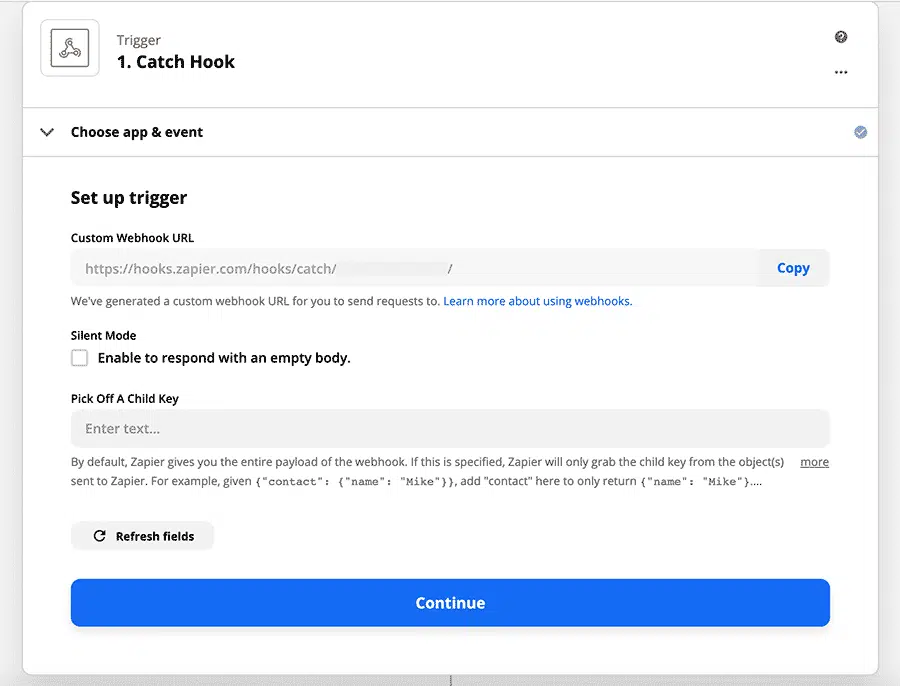 Trigger
1. Catch Hook
Choose app & event
Set up trigger
Custom Webhook URL
https://hooks.zapier.com/hooks/catch/ /
Copy
We've generated a custom webhook URL for you to send requests to. Learn more about using webhooks.
Silent Mode
Enable to respond with an empty body.
Pick Off A Child Key
Enter text...
By default, Zapier gives you the entire payload of the webhook. If this is specified, Zapier will only grab the child key from the object(s) more
sent to Zapier. For example, given {"contact": {"name": "Mike"}}, add "contact" here to only return {"name": "Mike"}....
Refresh fields
Continue